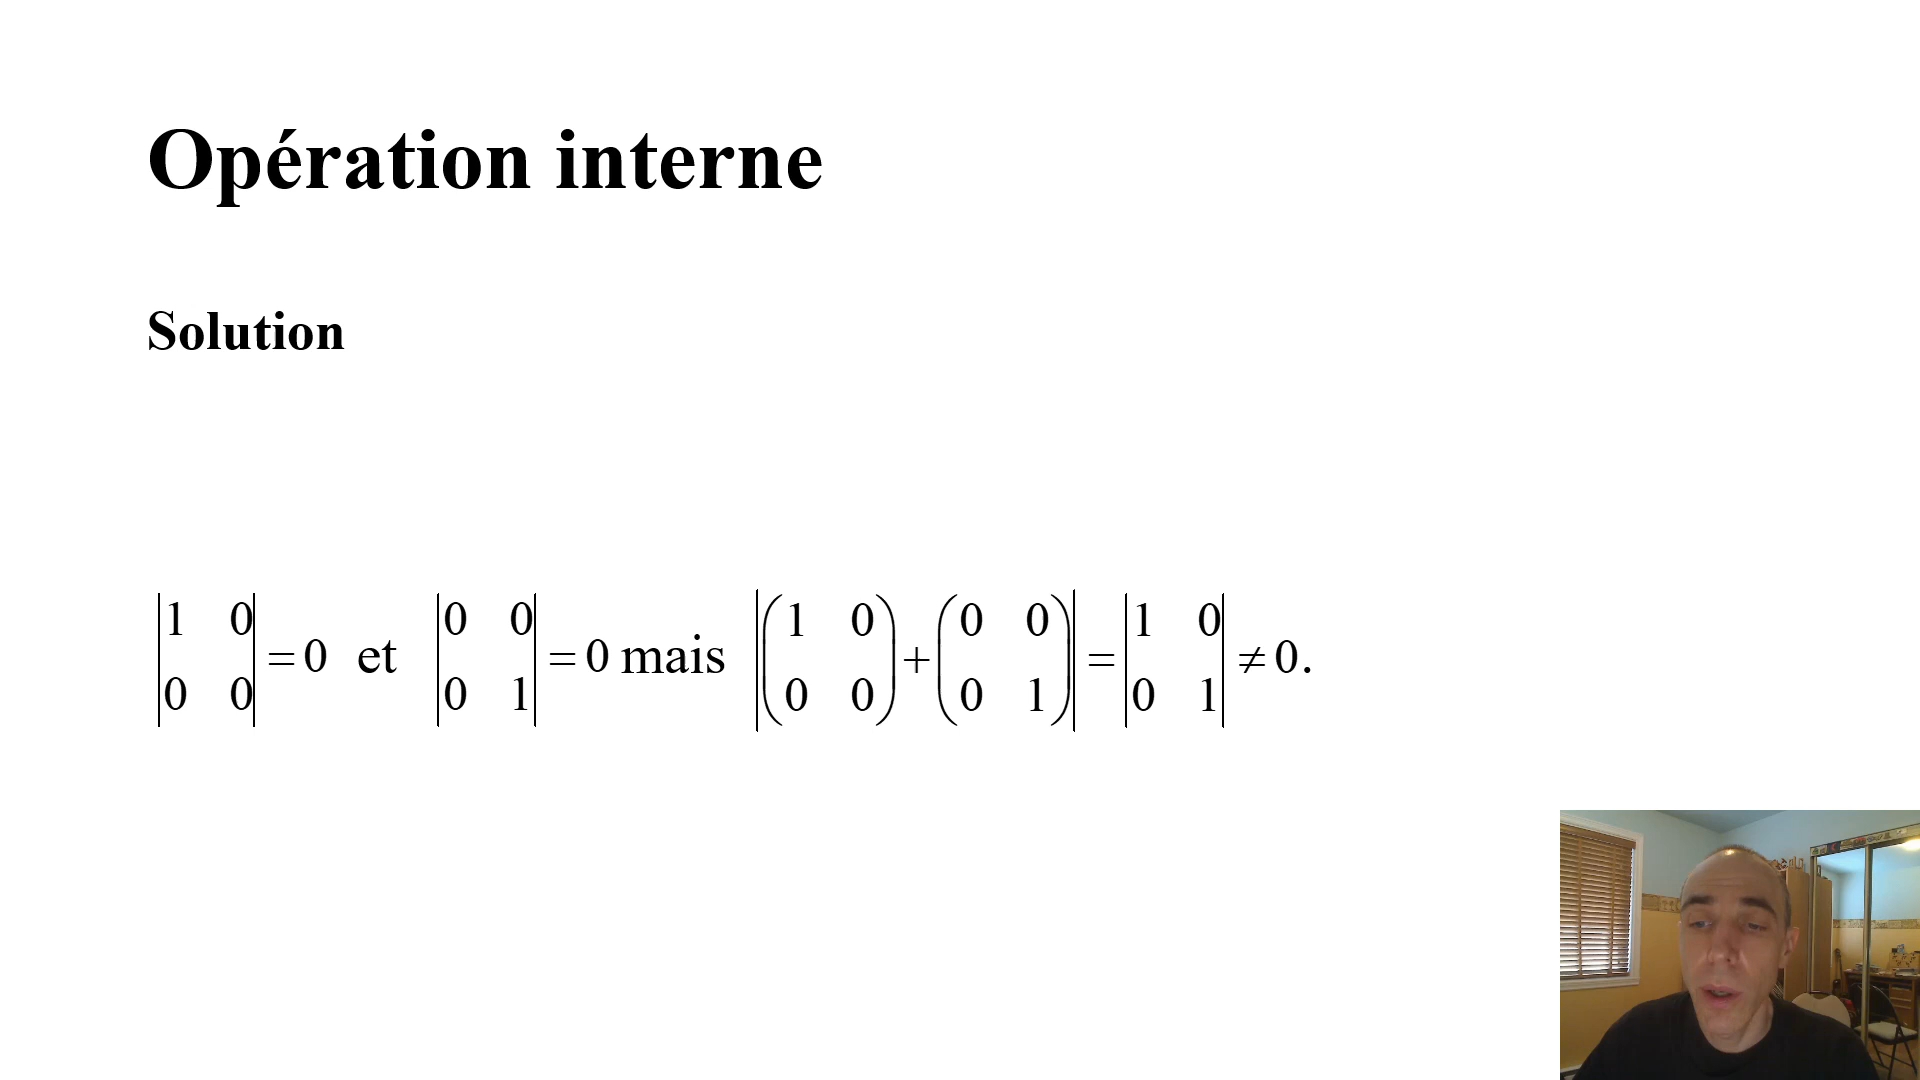 Opération interne
Solution
|1 0; 0 0| = 0 et |0 0; 0 1| = 0 mais |(1 0; 0 0) + (0 0; 0 1)| = |1 0; 0 1| ≠ 0.